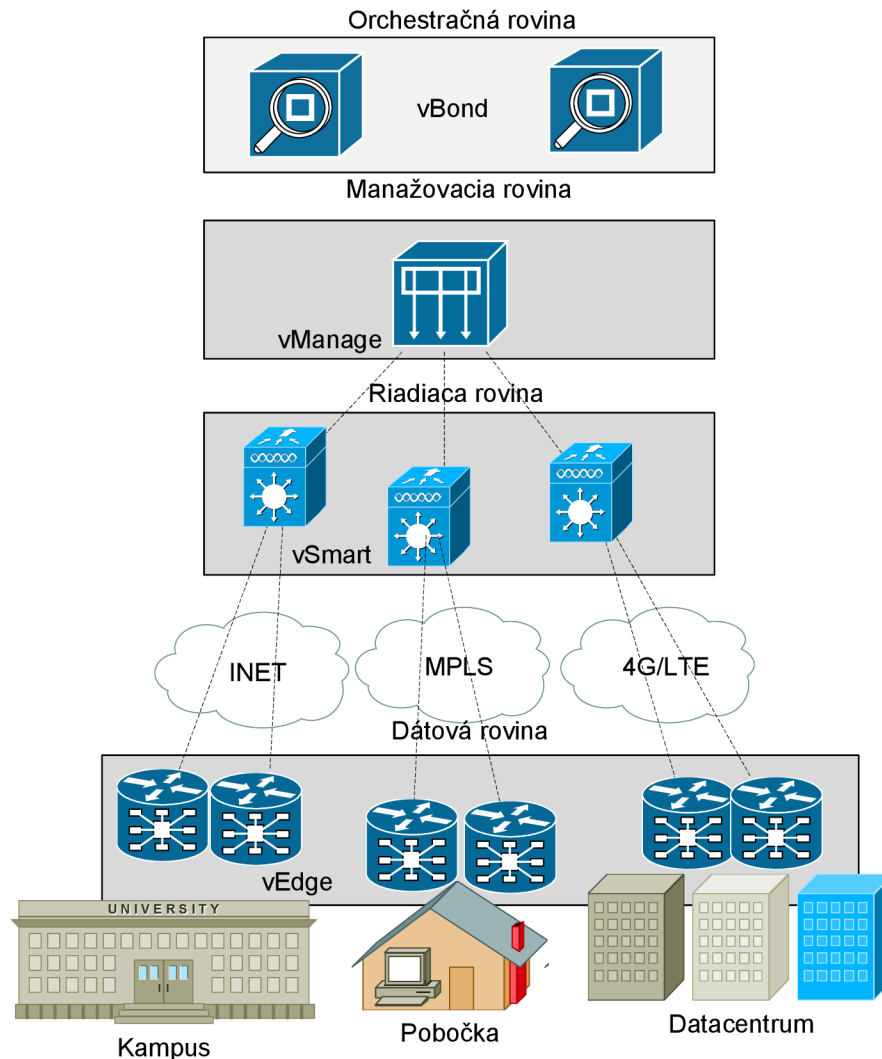 Orchestračná rovina
vBond
Manažovacia rovina
vManage
Riadiaca rovina
vSmart
INET
MPLS
4G/LTE
Dátová rovina
vEdge
UNIVERSITY
Kampus
Pobočka
Datacentrum